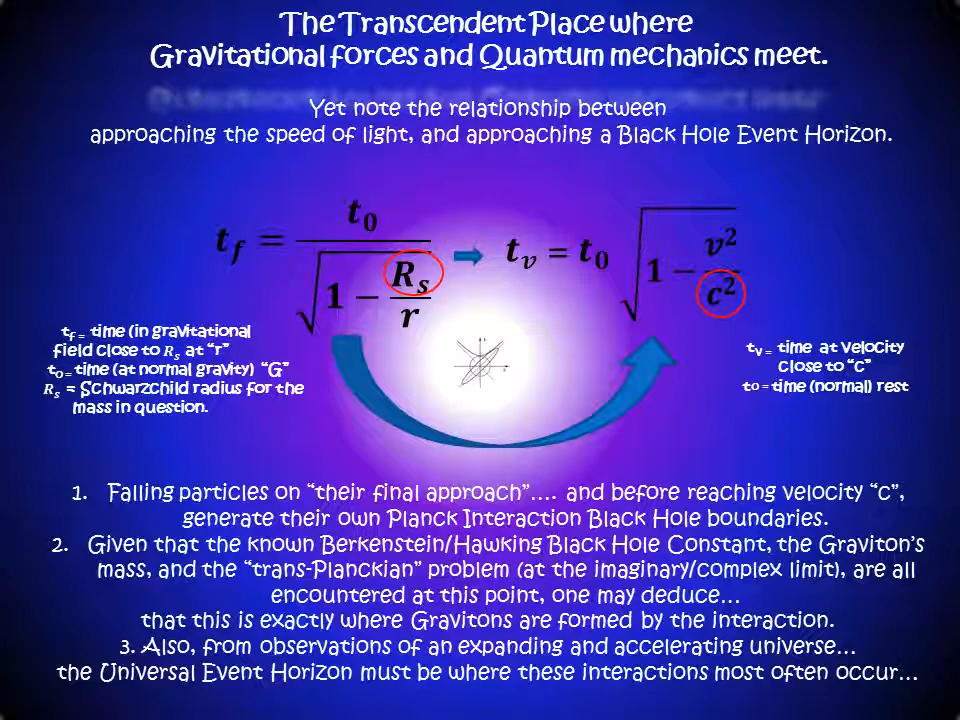 The Transcendent Place where
Gravitational forces and Quantum mechanics meet.
Yet note the relationship between
approaching the speed of light, and approaching a Black Hole Event Horizon.
t_f = t_0 / √(1 − R_s/r)
t_v = t_0 √(1 − v²/c²)
t_f = time (in gravitational
field close to R_s at "r"
t_0 = time (at normal gravity) "G"
R_s = Schwarzchild radius for the
mass in question.
t_v = time at velocity
close to "c"
to = time (normal) rest
1. Falling particles on "their final approach"…. and before reaching velocity "c",
generate their own Planck Interaction Black Hole boundaries.
2. Given that the known Berkenstein/Hawking Black Hole Constant, the Graviton's
mass, and the "trans-Planckian" problem (at the imaginary/complex limit), are all
encountered at this point, one may deduce…
that this is exactly where Gravitons are formed by the interaction.
3. Also, from observations of an expanding and accelerating universe…
the Universal Event Horizon must be where these interactions most often occur…